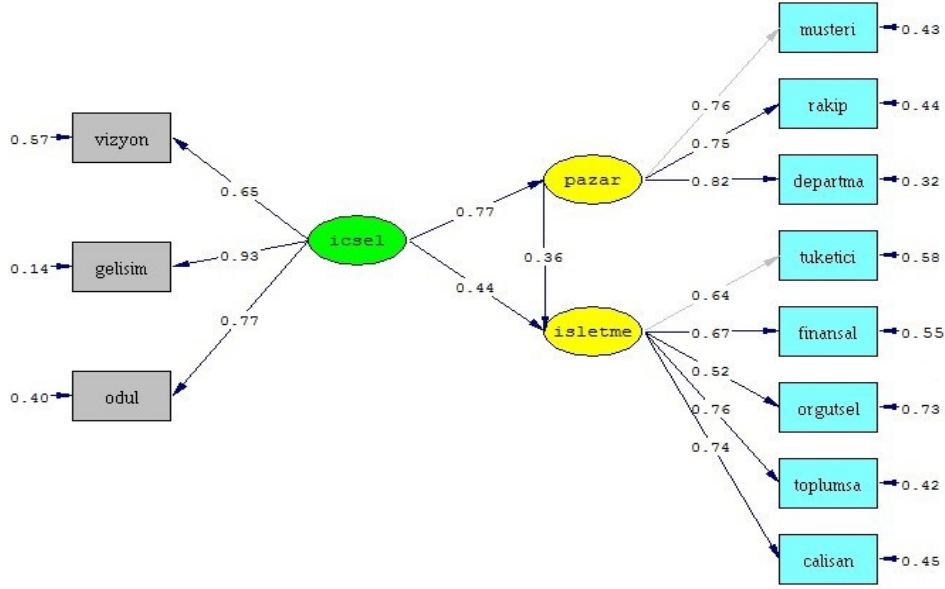 musteri
0.43
0.76
rakip
0.44
0.57
vizyon
0.75
pazar
0.82
departma
0.32
0.65
0.77
icsel
0.93
gelisim
0.14
0.36
0.44
tuketici
0.58
0.64
isletme
0.67
finansal
0.55
0.77
0.52
0.40
odul
orgutsel
0.73
0.76
0.74
toplumsa
0.42
calisan
0.45